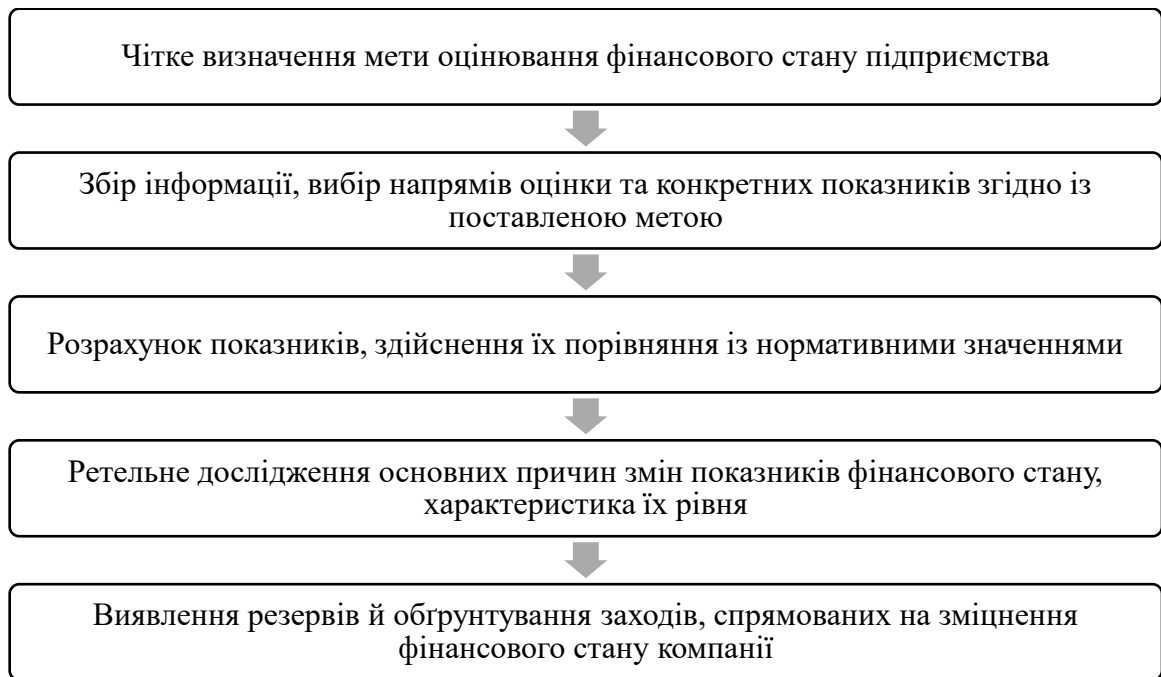 Чітке визначення мети оцінювання фінансового стану підприємства
Збір інформації, вибір напрямів оцінки та конкретних показників згідно із
поставленою метою
Розрахунок показників, здійснення їх порівняння із нормативними значеннями
Ретельне дослідження основних причин змін показників фінансового стану,
характеристика їх рівня
Виявлення резервів й обґрунтування заходів, спрямованих на зміцнення
фінансового стану компанії